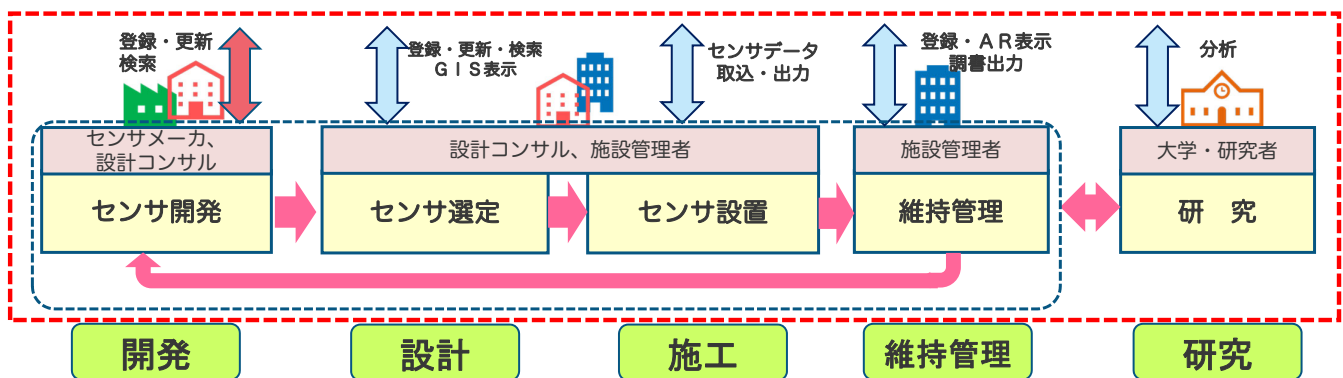 登録・更新
検索
登録・更新・検索
ＧＩＳ表示
センサデータ
取込・出力
登録・ＡＲ表示
調書出力
分析
センサメーカ、
設計コンサル
設計コンサル、施設管理者
施設管理者
大学・研究者
センサ開発
センサ選定
センサ設置
維持管理
研　究
開発
設計
施工
維持管理
研究